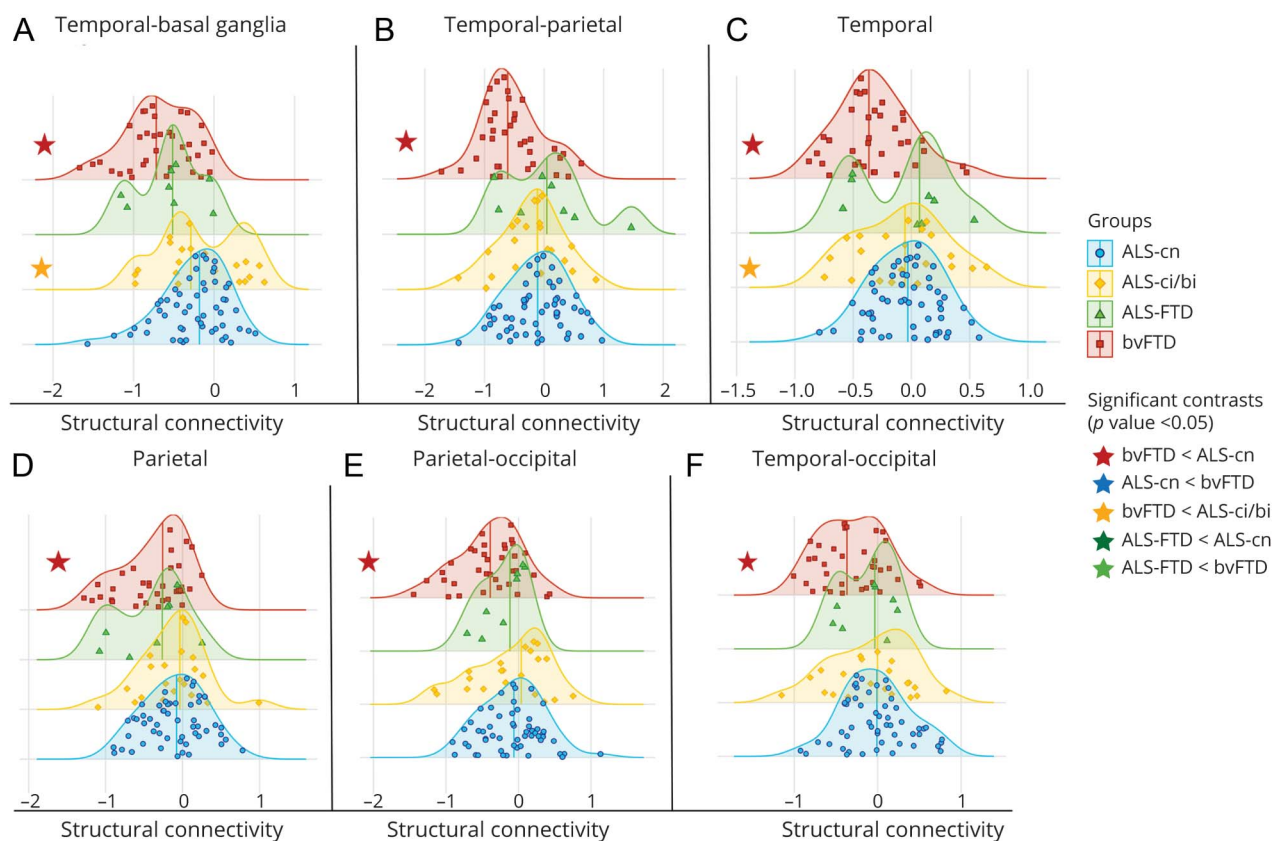 A Temporal-basal ganglia
B Temporal-parietal
C Temporal
−2 −1 0 1
−2 −1 0 1 2
−1.5 −1.0 −0.5 0.0 0.5 1.0
Structural connectivity
Structural connectivity
Structural connectivity
D Parietal
E Parietal-occipital
F Temporal-occipital
−2 −1 0 1
−2 −1 0 1
−1 0 1
Structural connectivity
Structural connectivity
Structural connectivity
Groups
ALS-cn
ALS-ci/bi
ALS-FTD
bvFTD
Significant contrasts
(p value <0.05)
bvFTD < ALS-cn
ALS-cn < bvFTD
bvFTD < ALS-ci/bi
ALS-FTD < ALS-cn
ALS-FTD < bvFTD